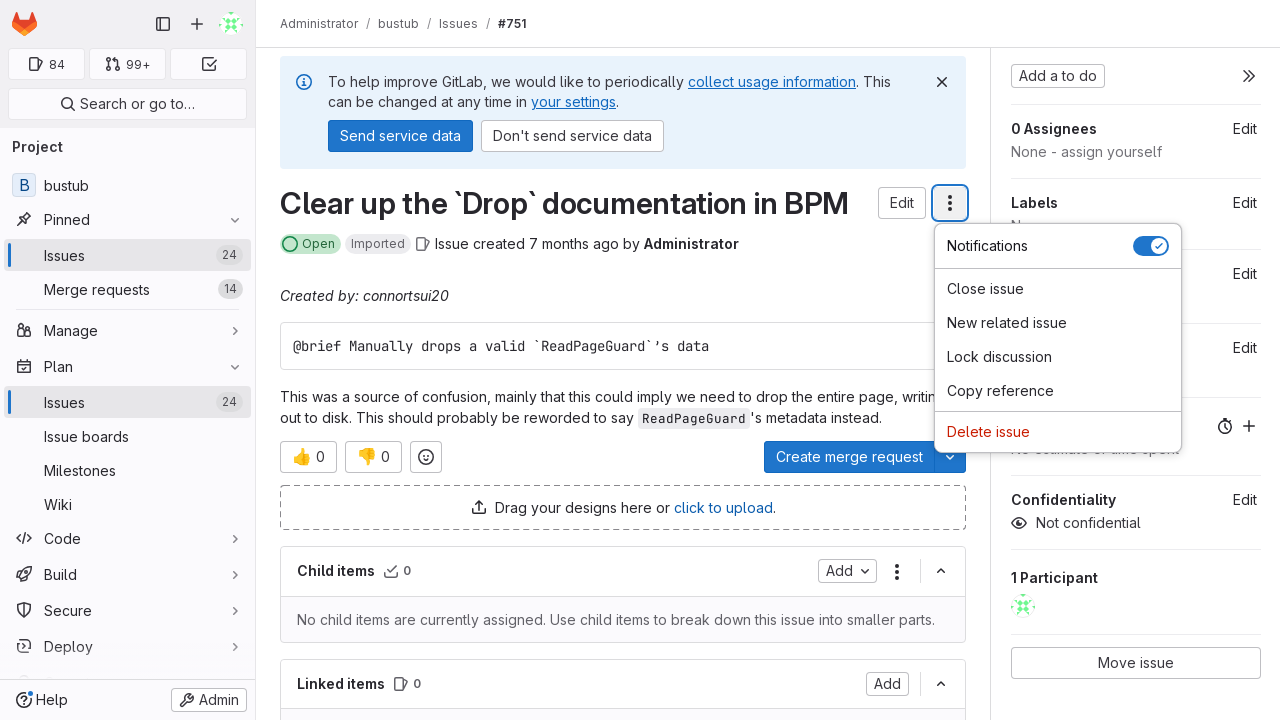 Administrator / bustub / Issues / #751
84
99+
Search or go to…
Project
B bustub
Pinned
Issues 24
Merge requests 14
Manage
Plan
Issues 24
Issue boards
Milestones
Wiki
Code
Build
Secure
Deploy
Help
Admin
To help improve GitLab, we would like to periodically collect usage information. This
can be changed at any time in your settings.
Send service data
Don't send service data
Clear up the `Drop` documentation in BPM
Edit
Open Imported Issue created 7 months ago by Administrator
Created by: connortsui20
@brief Manually drops a valid `ReadPageGuard`’s data
This was a source of confusion, mainly that this could imply we need to drop the entire page, writin
out to disk. This should probably be reworded to say ReadPageGuard's metadata instead.
👍 0
👎 0
Create merge request
Drag your designs here or click to upload.
Child items 0
Add
No child items are currently assigned. Use child items to break down this issue into smaller parts.
Linked items 0
Add
Notifications
Close issue
New related issue
Lock discussion
Copy reference
Delete issue
Add a to do
0 Assignees Edit
None - assign yourself
Labels Edit
Edit
Edit
Confidentiality Edit
Not confidential
1 Participant
Move issue